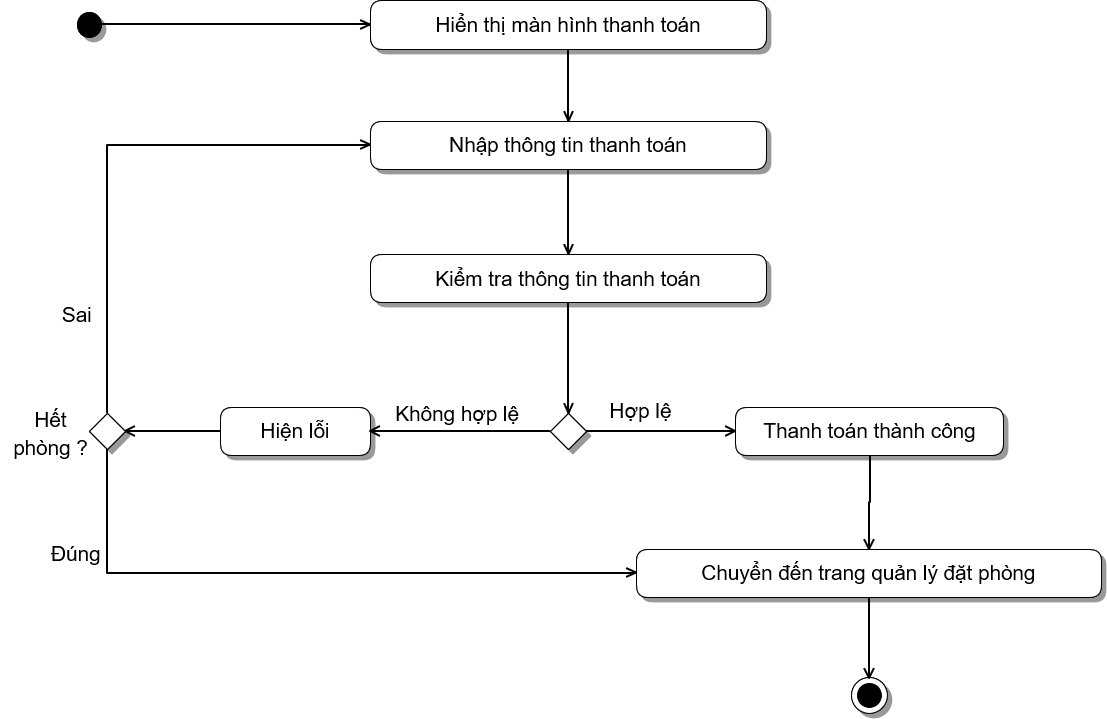 Hiển thị màn hình thanh toán
Nhập thông tin thanh toán
Kiểm tra thông tin thanh toán
Sai
Hết
phòng ?
Hiện lỗi
Không hợp lệ
Hợp lệ
Thanh toán thành công
Đúng
Chuyển đến trang quản lý đặt phòng